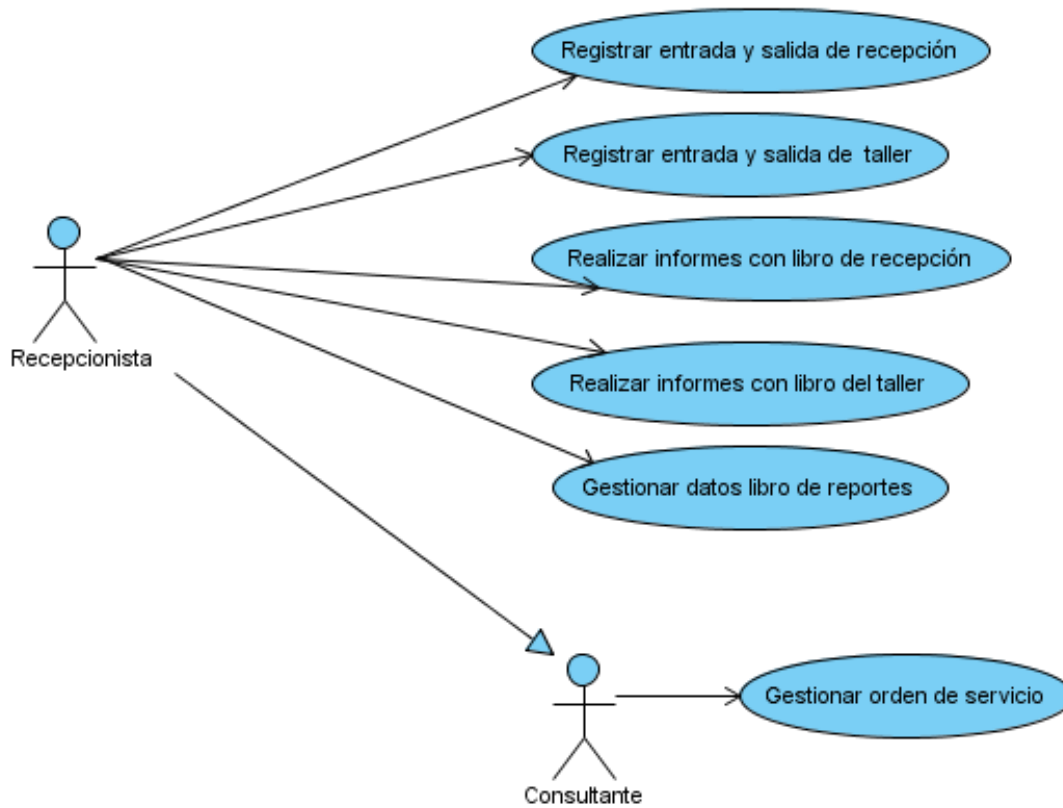 Registrar entrada y salida de recepción
Registrar entrada y salida de taller
Realizar informes con libro de recepción
Recepcionista
Realizar informes con libro del taller
Gestionar datos libro de reportes
Gestionar orden de servicio
Consultante